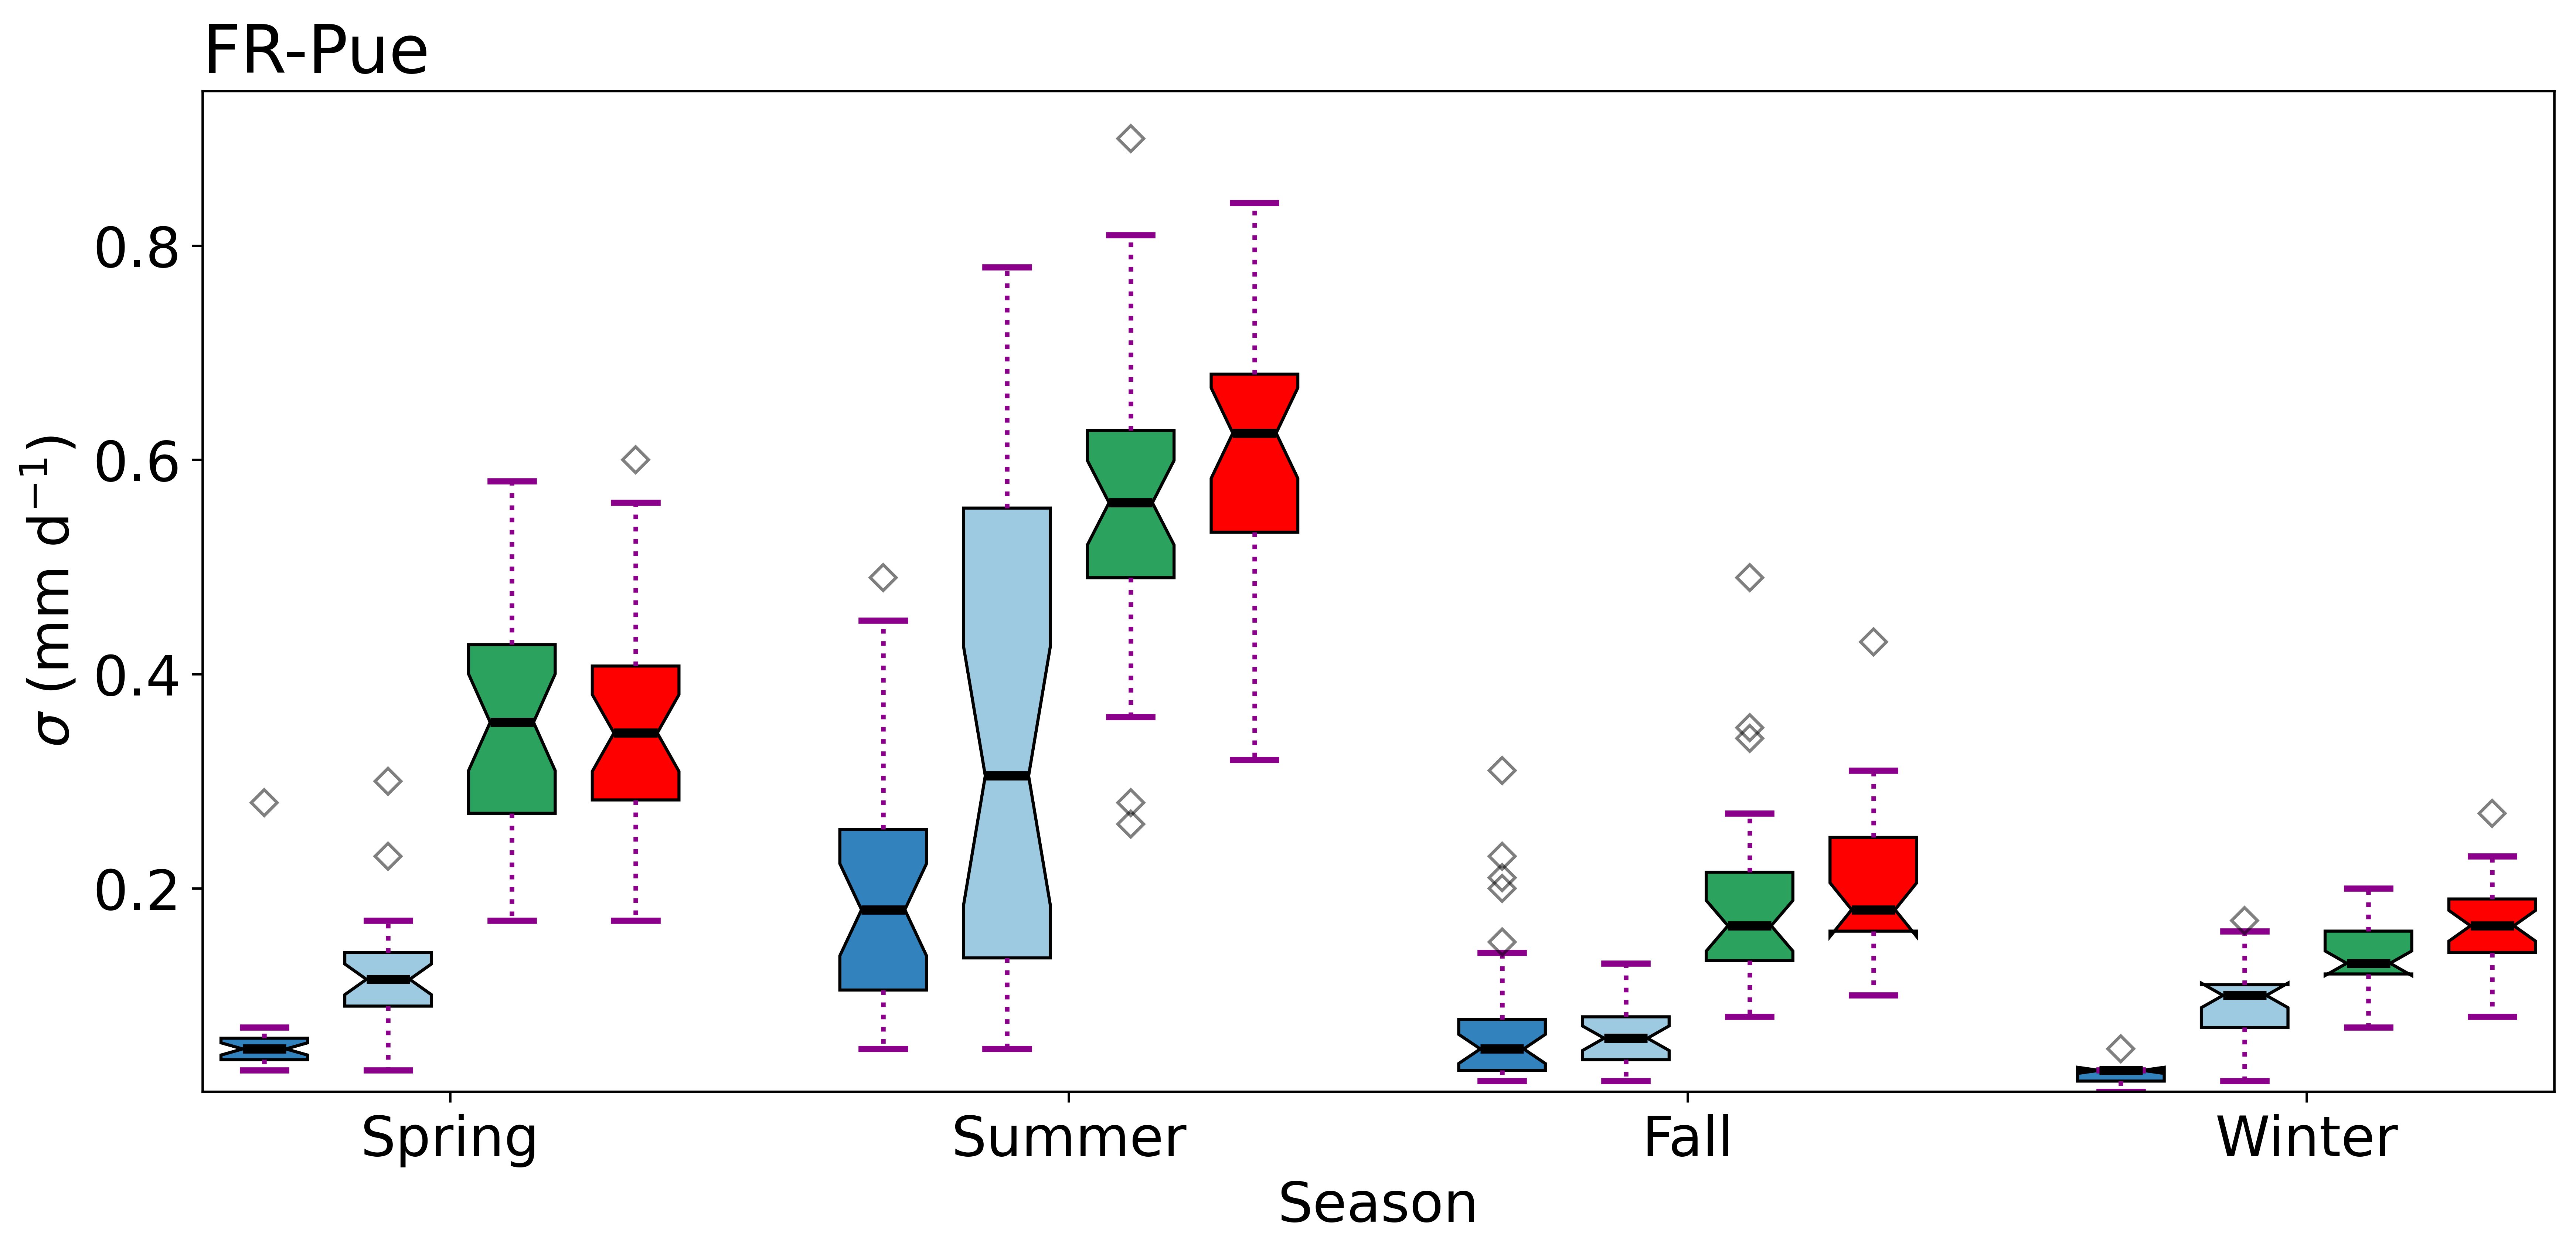 FR-Pue
σ (mm d⁻¹)
0.8
0.6
0.4
0.2
Spring Summer Fall Winter
Season